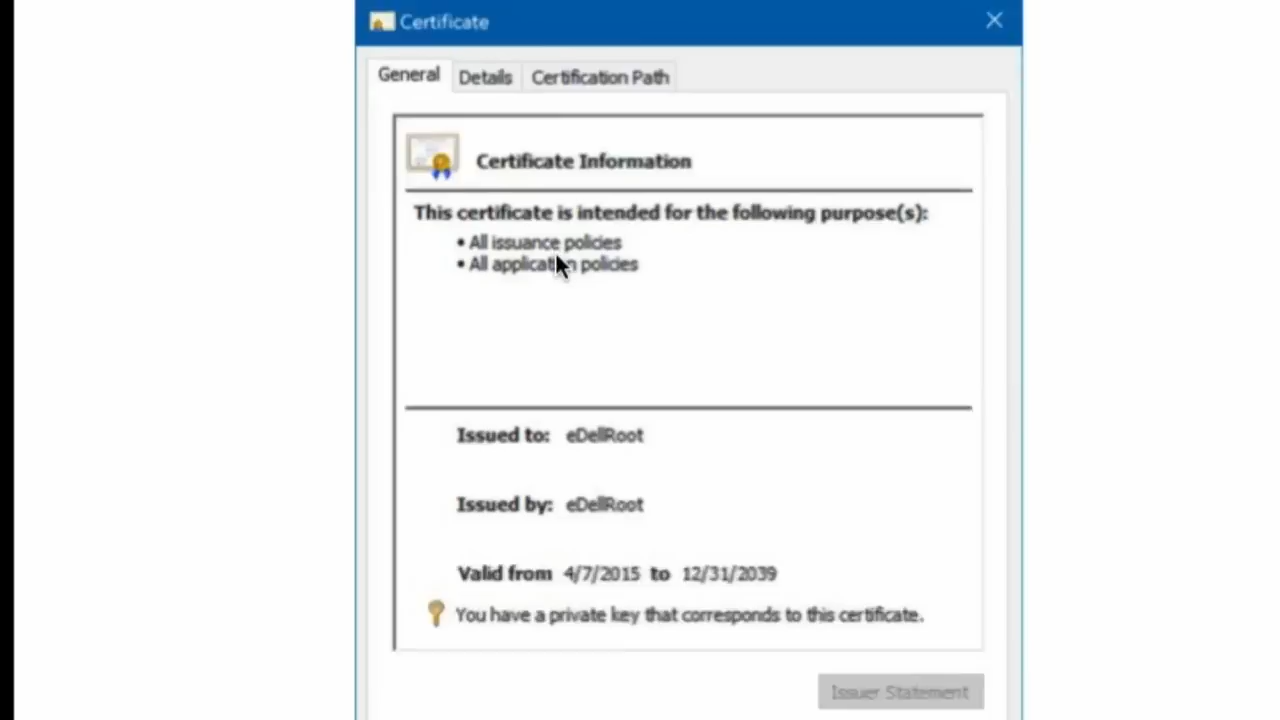 Certificate
General Details Certification Path
Certificate Information
This certificate is intended for the following purpose(s):
• All issuance policies
• All application policies
Issued to: eDellRoot
Issued by: eDellRoot
Valid from 4/7/2015 to 12/31/2039
You have a private key that corresponds to this certificate.
Issuer Statement